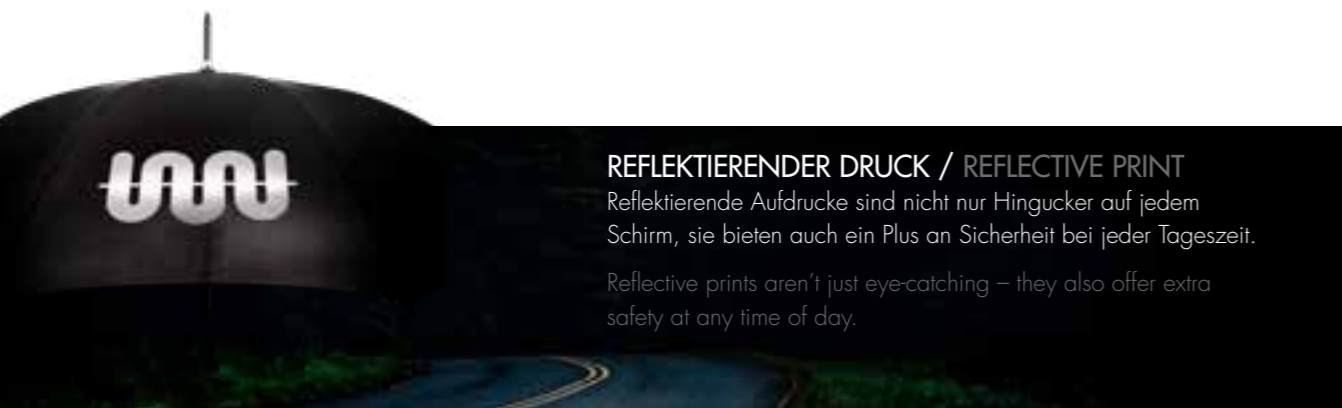 REFLEKTIERENDER DRUCK / REFLECTIVE PRINT
Reflektierende Aufdrucke sind nicht nur Hingucker auf jedem
Schirm, sie bieten auch ein Plus an Sicherheit bei jeder Tageszeit.
Reflective prints aren’t just eye-catching – they also offer extra
safety at any time of day.